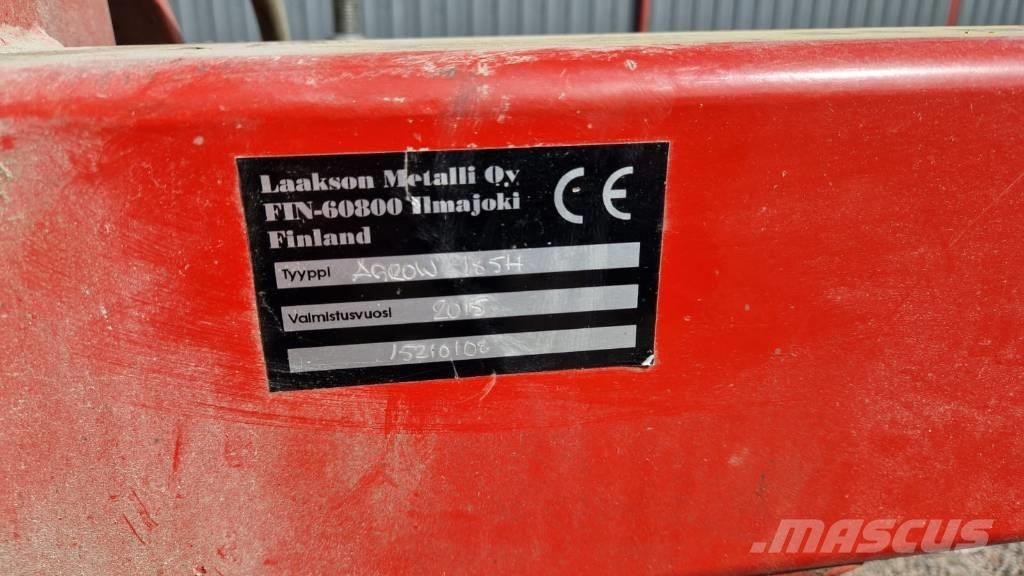 Laakson Metalli Oy
FIN-60800 Ilmajoki
Finland
CE
Tyyppi AGROW 185H
Valmistusvuosi 2015
15210108
MASCUS